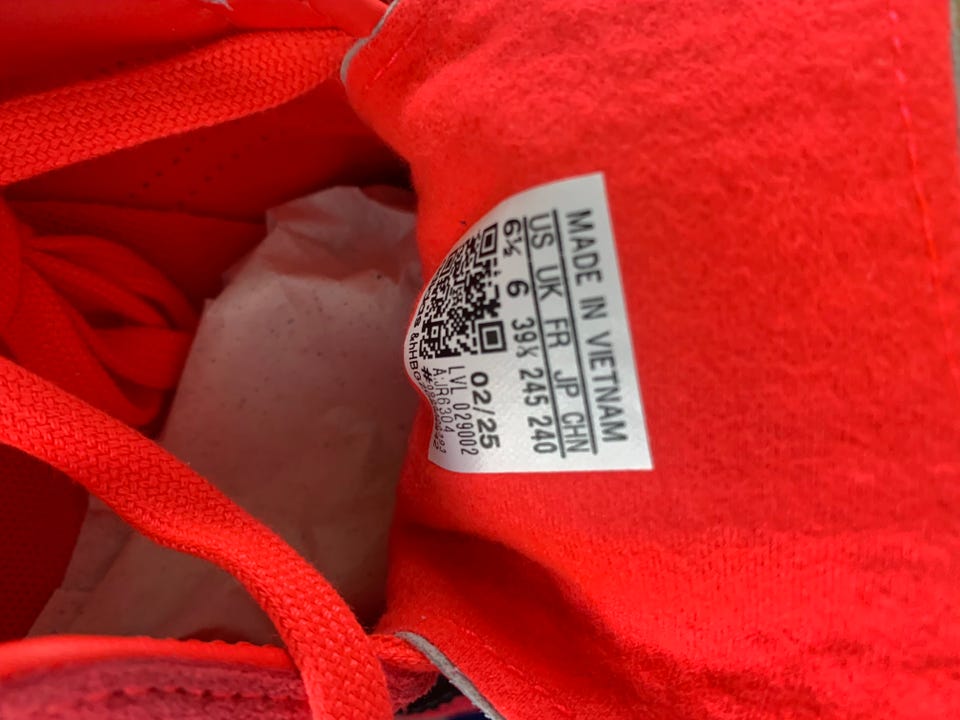 MADE IN VIETNAM
US UK FR JP CHN
6½ 6 39⅓ 245 240
02/25
LVL 029002
A:JR6304